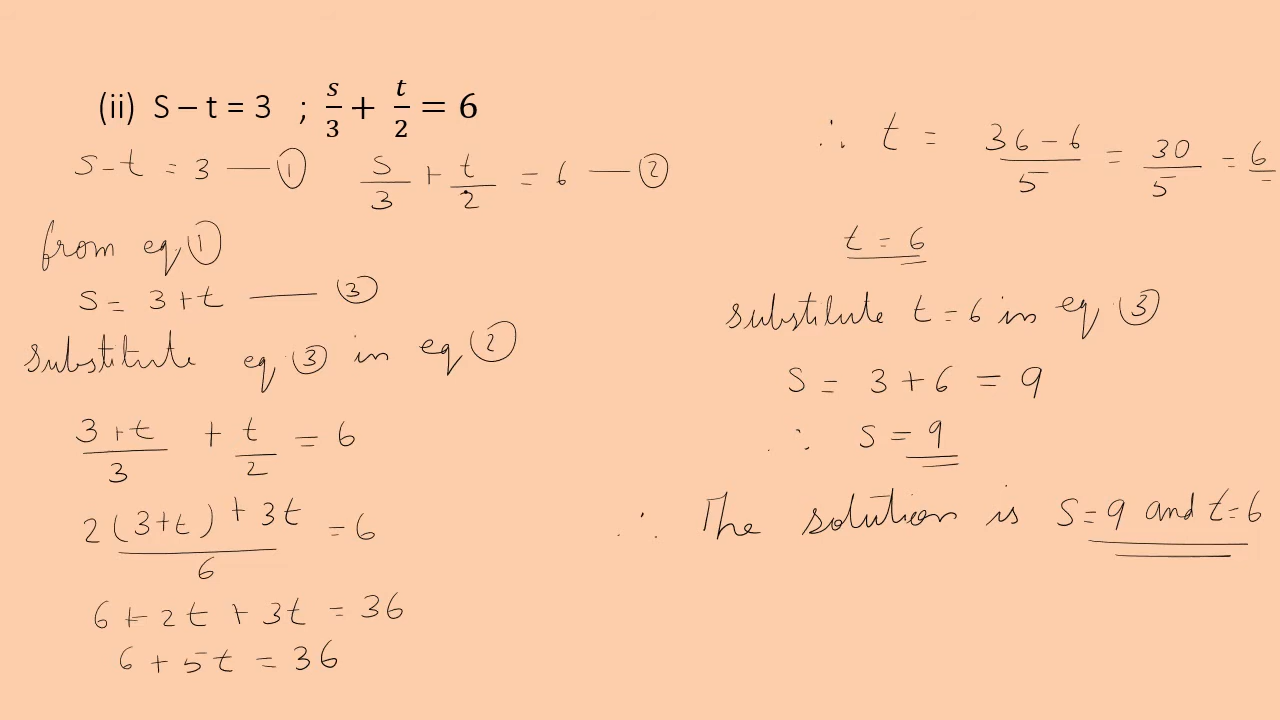 (ii) S – t = 3 ; s/3 + t/2 = 6
s - t = 3 — ① s/3 + t/2 = 6 — ②
from eq ①
s = 3 + t — ③
substitute eq ③ in eq ②
3+t/3 + t/2 = 6
2(3+t) + 3t/6 = 6
6 + 2t + 3t = 36
6 + 5t = 36
∴ t = 36-6/5 = 30/5 = 6
t = 6
substitute t = 6 in eq ③
s = 3 + 6 = 9
∴ s = 9
∴ The solution is s = 9 and t = 6